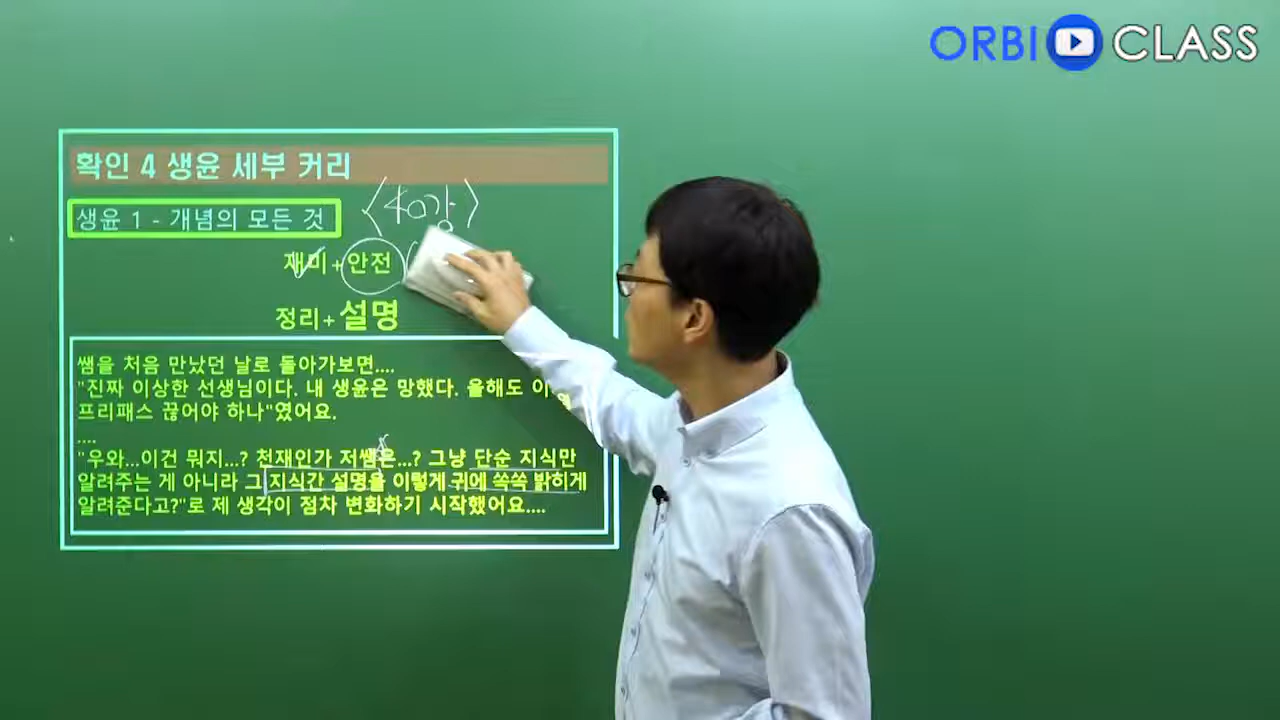 ORBI CLASS
확인 4 생윤 세부 커리
생윤 1 - 개념의 모든 것
<40강>
재미+안전
정리+설명
쌤을 처음 만났던 날로 돌아가보면....
"진짜 이상한 선생님이다. 내 생윤은 망했다. 올해도
프리패스 끊어야 하나"였어요.
....
"우와...이건 뭐지...? 천재인가 저쌤은...? 그냥 단순 지식만
알려주는 게 아니라 그 지식간 설명을 이렇게 귀에 쏙쏙 밝히게
알려준다고?"로 제 생각이 점차 변화하기 시작했어요....